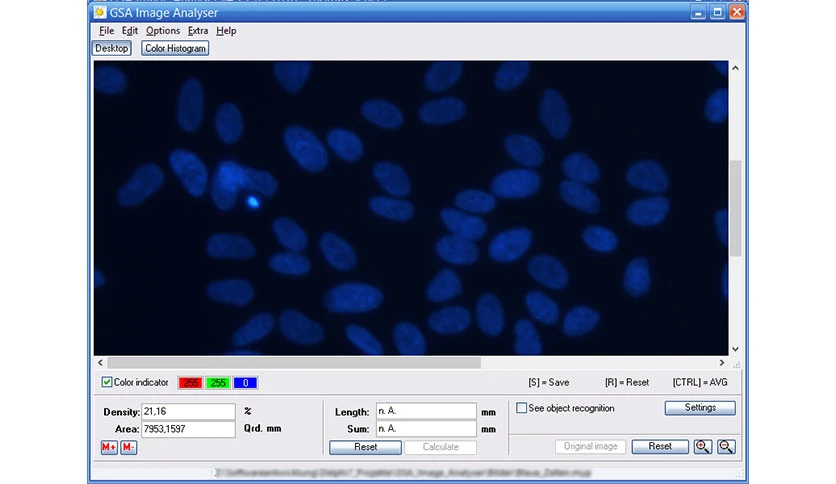 GSA Image Analyser
File Edit Options Extra Help
Desktop Color Histogram
Color indicator 255 255 0 [S] = Save [R] = Reset [CTRL] = AVG
Density: 21,16 % Length: n. A. mm See object recognition Settings
Area: 7953,1597 Qrd. mm Sum: n. A. mm
M+ M- Reset Calculate Original image Reset